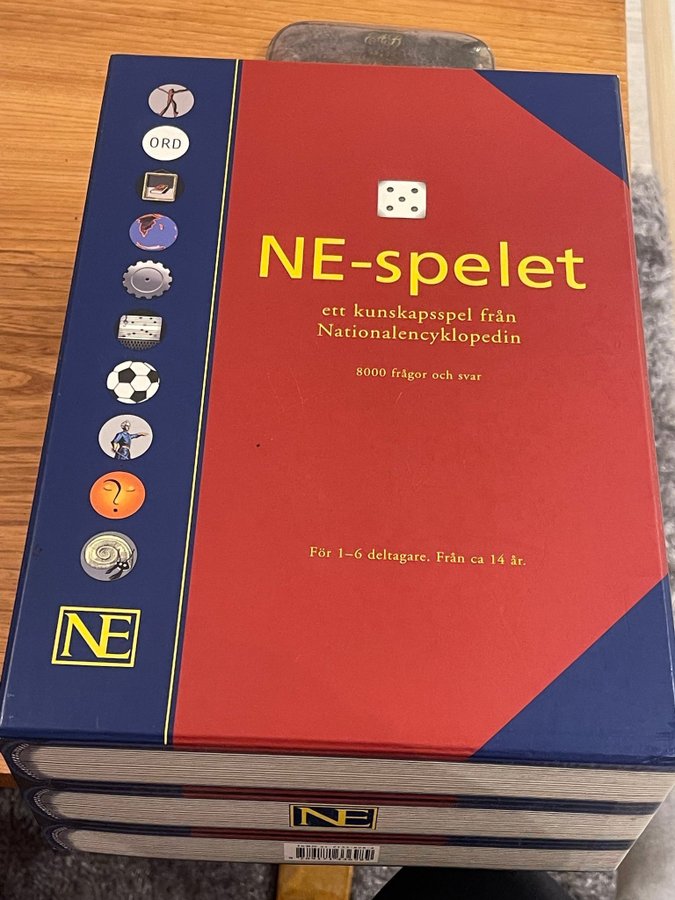 ORD
NE-spelet
ett kunskapsspel från
Nationalencyklopedin
8000 frågor och svar
För 1–6 deltagare. Från ca 14 år.
NE
NE